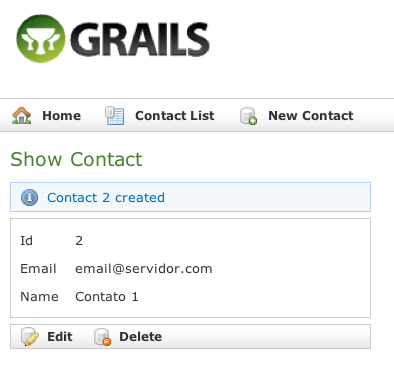 GRAILS
Home Contact List New Contact
Show Contact
Contact 2 created
Id 2
Email email@servidor.com
Name Contato 1
Edit Delete